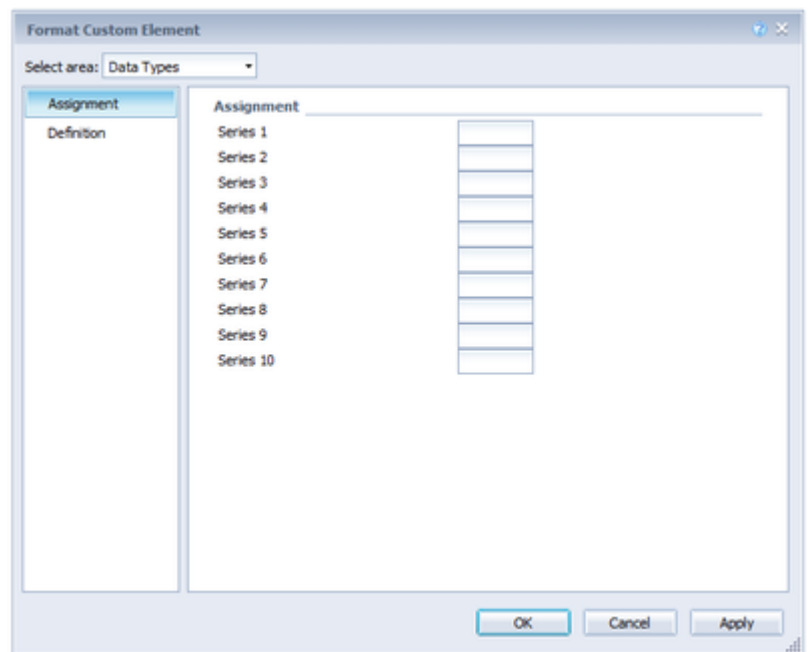 Format Custom Element
Select area: Data Types
Assignment
Definition
Assignment
Series 1
Series 2
Series 3
Series 4
Series 5
Series 6
Series 7
Series 8
Series 9
Series 10
OK Cancel Apply